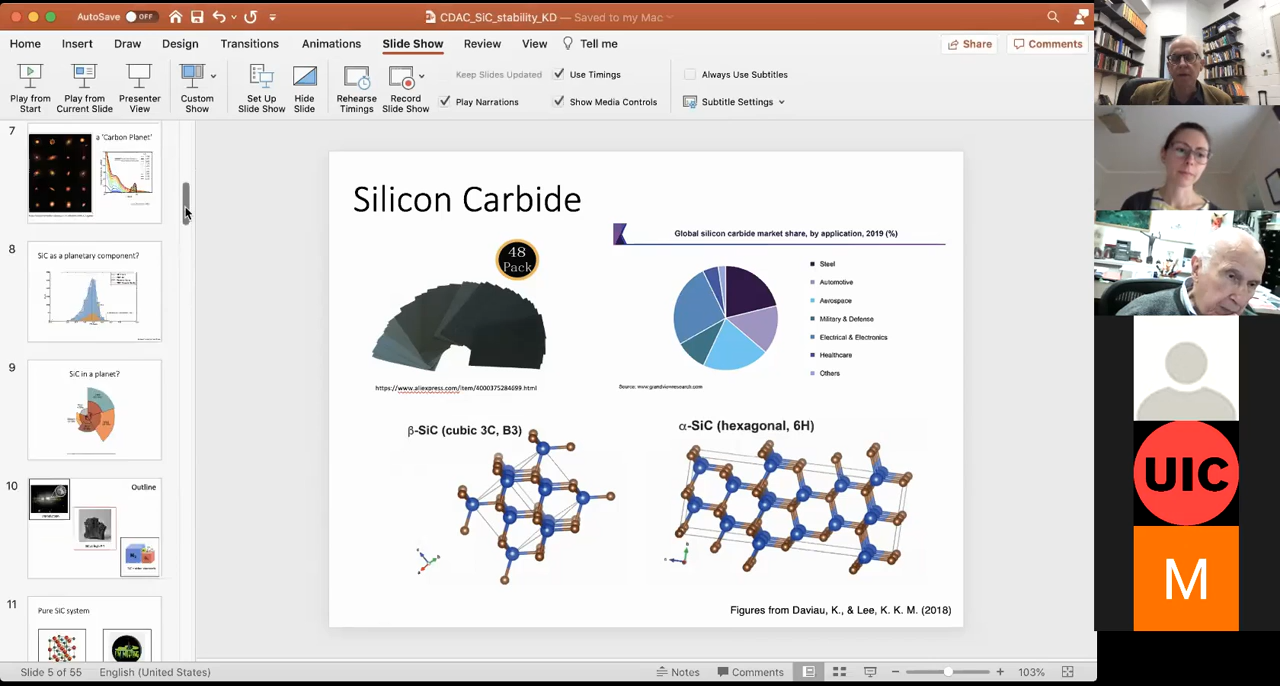 AutoSave OFF
CDAC_SiC_stability_KD — Saved to my Mac
Home Insert Draw Design Transitions Animations Slide Show Review View Tell me
Share Comments
Play from Start
Play from Current Slide
Presenter View
Custom Show
Set Up Slide Show
Hide Slide
Rehearse Timings
Record Slide Show
Keep Slides Updated
Use Timings
Play Narrations
Show Media Controls
Always Use Subtitles
Subtitle Settings
7
a 'Carbon Planet'
8
SiC as a planetary component?
9
SiC in a planet?
10
Outline
11
Pure SiC system
Silicon Carbide
48 Pack
https://www.aliexpress.com/item/4000375284699.html
Global silicon carbide market share, by application, 2019 (%)
Steel
Automotive
Aerospace
Military & Defense
Electrical & Electronics
Healthcare
Others
Source: www.grandviewresearch.com
β-SiC (cubic 3C, B3)
α-SiC (hexagonal, 6H)
Figures from Daviau, K., & Lee, K. K. M. (2018)
Slide 5 of 55 English (United States)
Notes Comments 103%
UIC
M